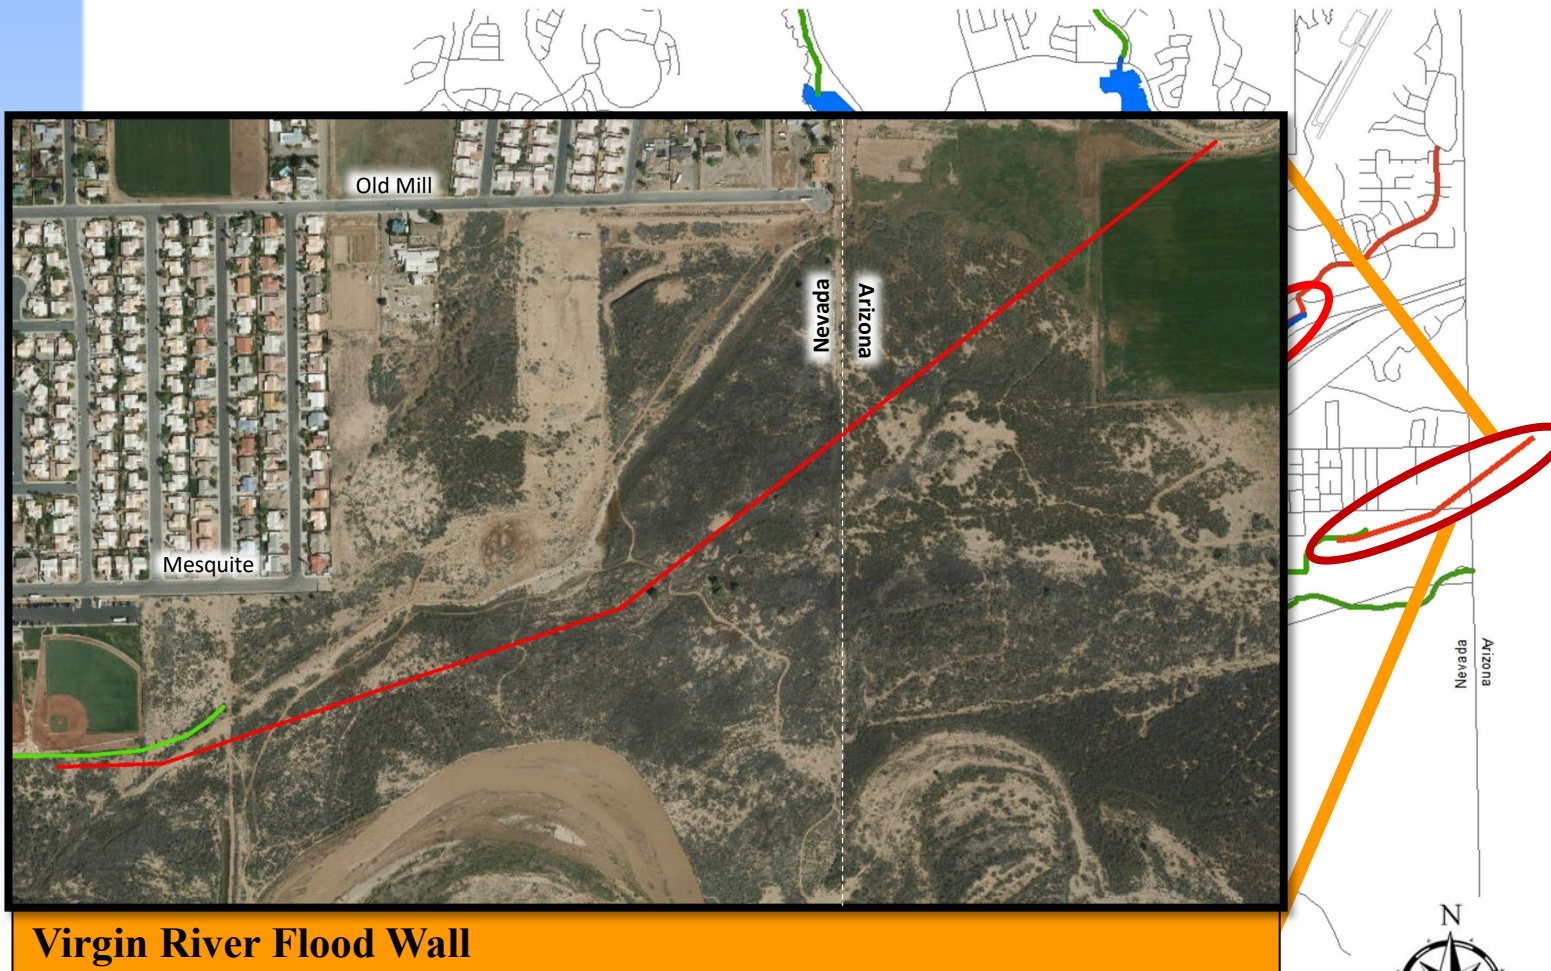 Old Mill
Nevada
Arizona
Mesquite
Nevada
Arizona
N
Virgin River Flood Wall